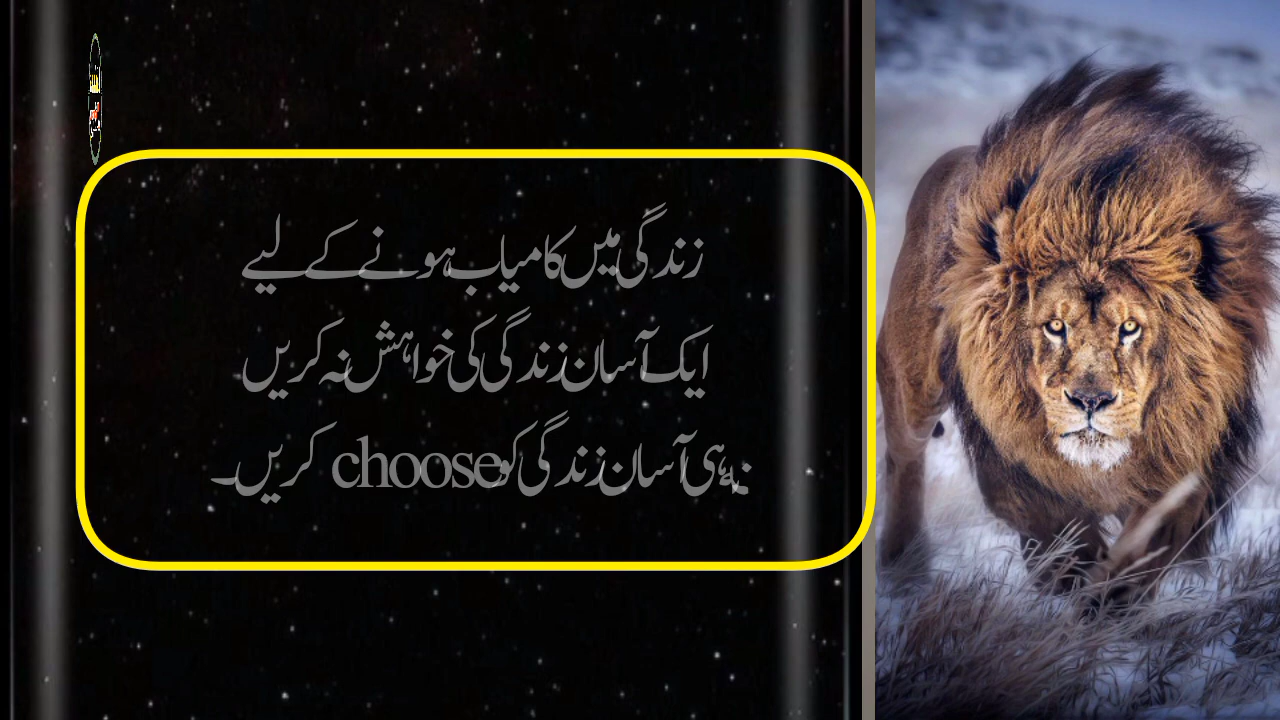 زندگی میں کامیاب ہونے کے لیے
ایک آسان زندگی کی خواہش نہ کریں
نہ ہی آسان زندگی کو choose کریں۔